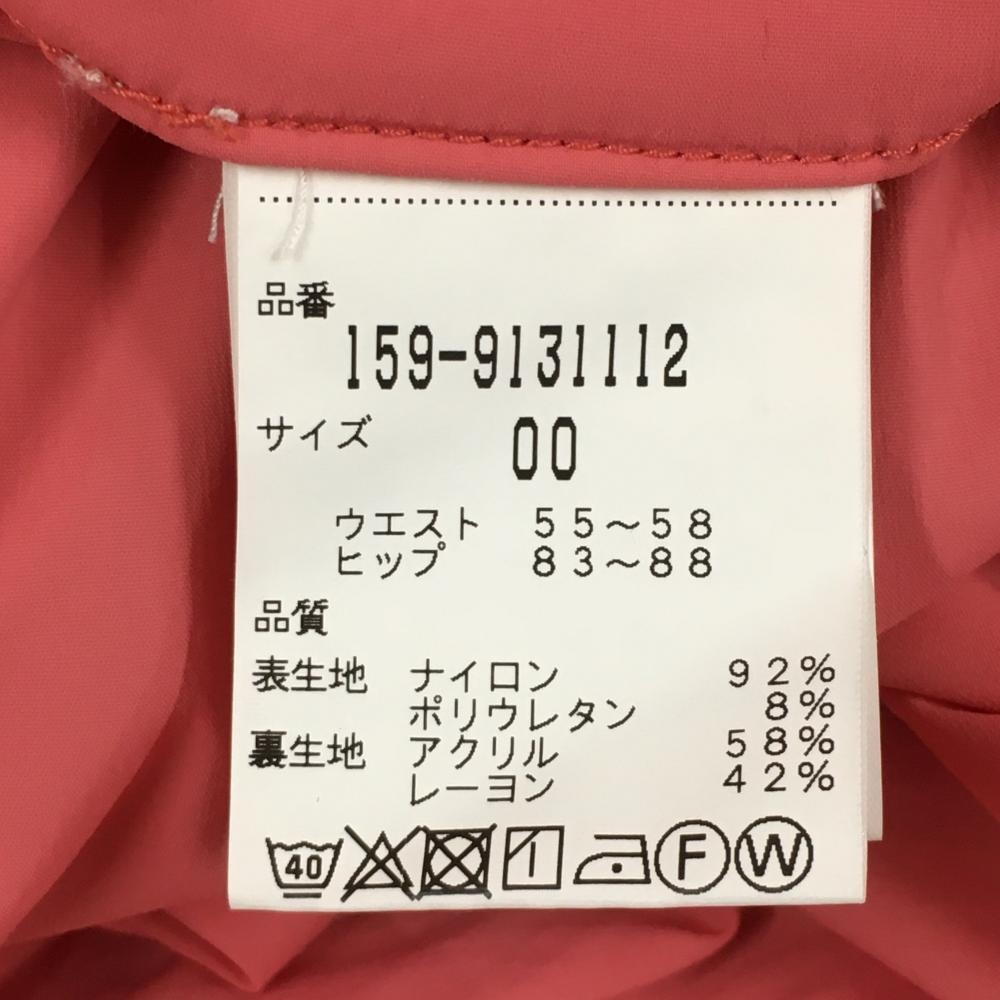 品番
159-9131112
サイズ 00
ウエスト 55～58
ヒップ 83～88
品質
表生地 ナイロン 92%
ポリウレタン 8%
裏生地 アクリル 58%
レーヨン 42%
40 F W